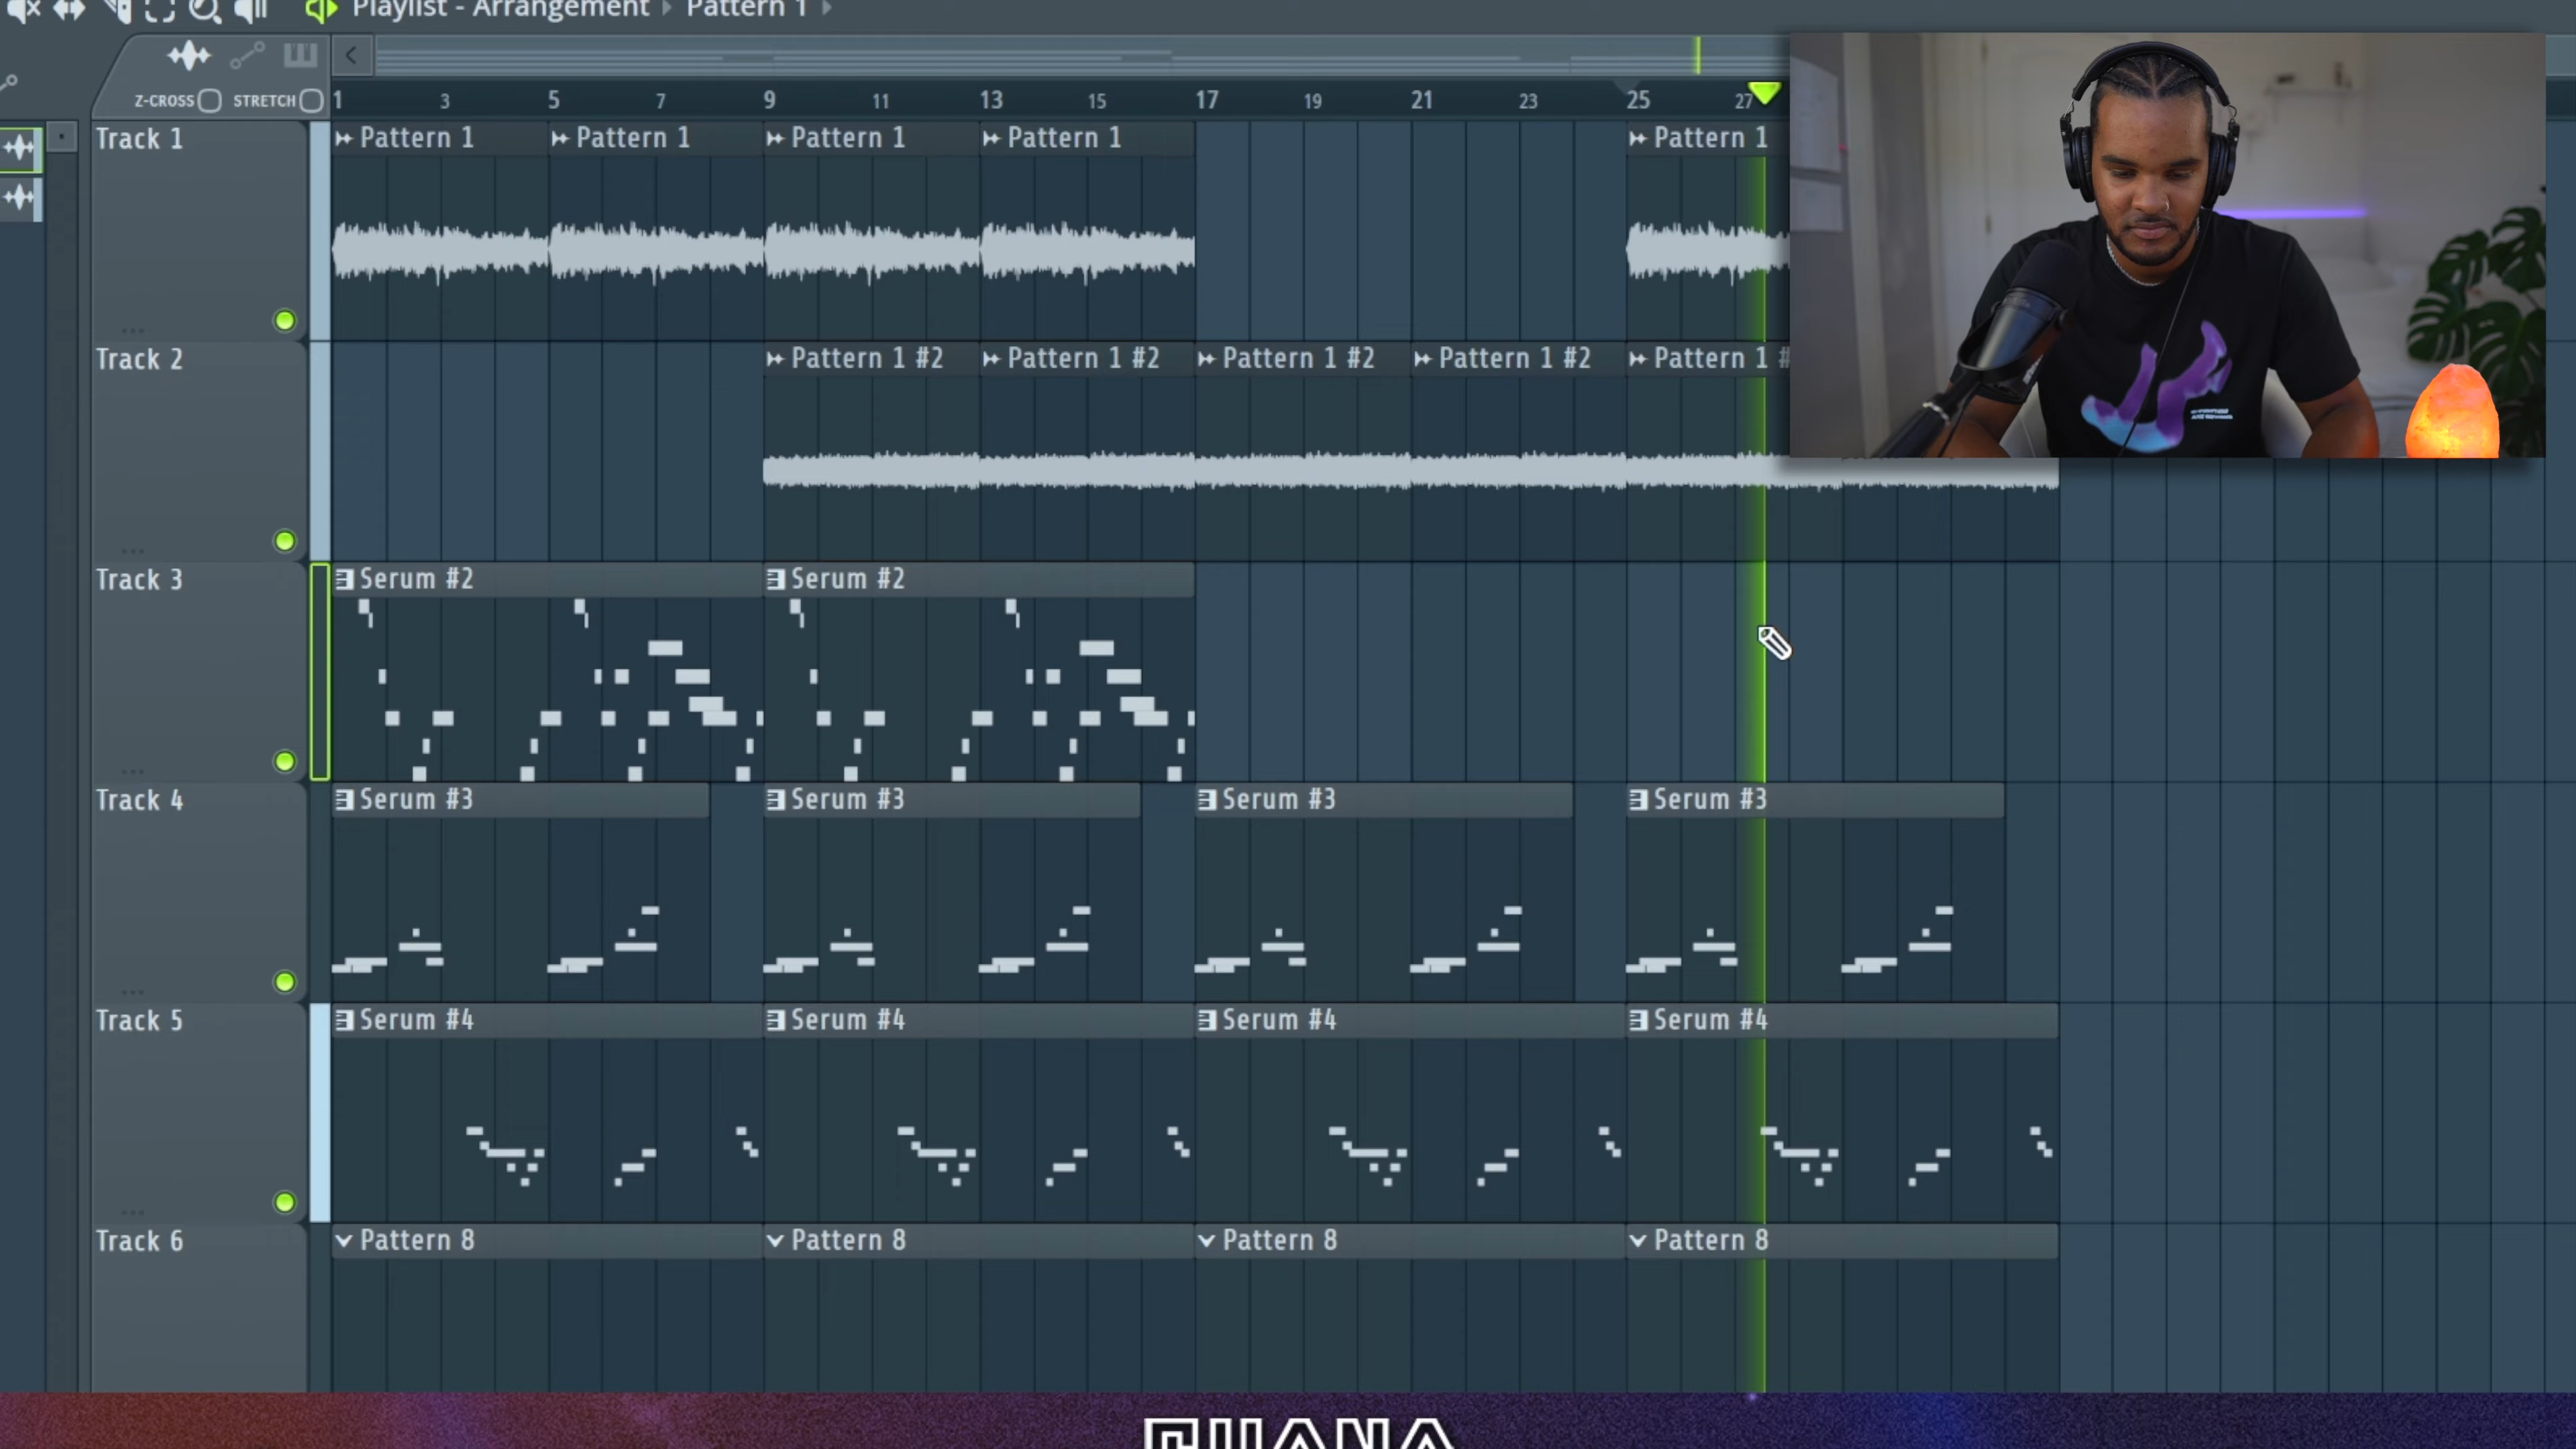 Playlist - Arrangement Pattern 1
Z-CROSS STRETCH 1 3 5 7 9 11 13 15 17 19 21 23 25 27
Track 1 Pattern 1 Pattern 1 Pattern 1 Pattern 1 Pattern 1
Track 2 Pattern 1 #2 Pattern 1 #2 Pattern 1 #2 Pattern 1 #2 Pattern 1 #
Track 3 Serum #2 Serum #2
Track 4 Serum #3 Serum #3 Serum #3 Serum #3
Track 5 Serum #4 Serum #4 Serum #4 Serum #4
Track 6 Pattern 8 Pattern 8 Pattern 8 Pattern 8